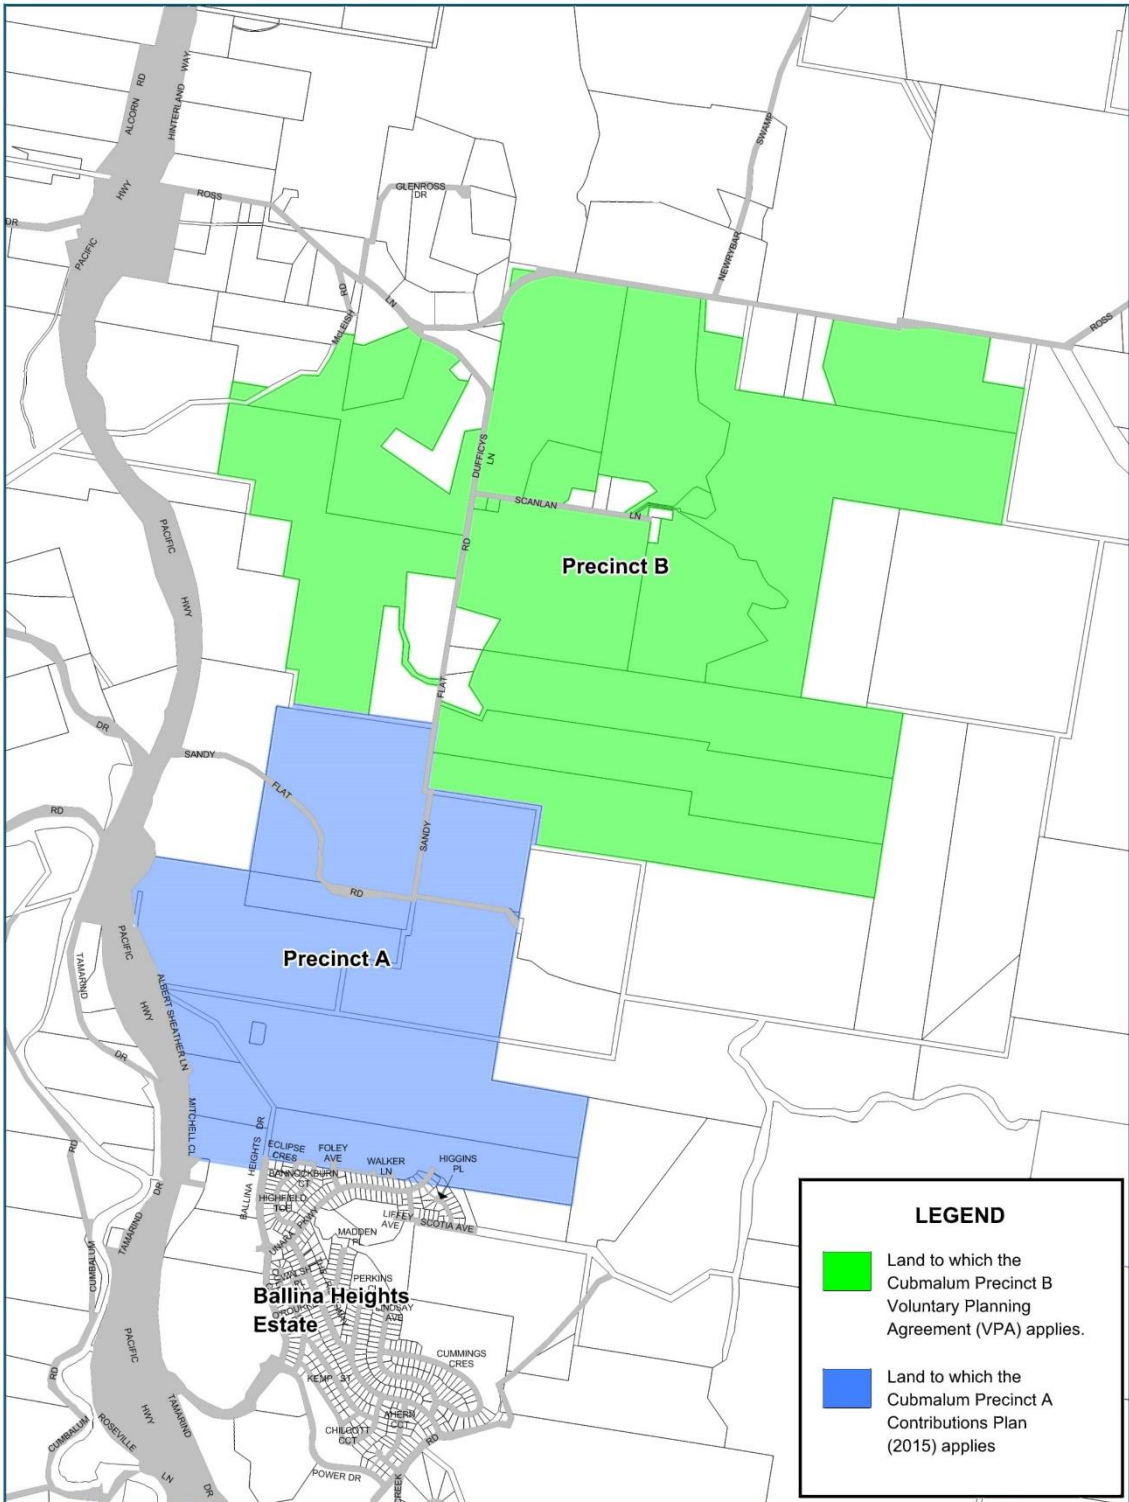 ALCORN RD
HINTERLAND WAY
SWAMP
GLENROSS
DR
ROSS
HWY
DR
PACIFIC
NEWRYBAR
RD
LN
McLEISH
ROSS
DUFFICYS
LN
SCANLAN
LN
PACIFIC
RD
Precinct B
HWY
FLAT
DR
SANDY
FLAT
RD
SANDY
RD
PACIFIC
Precinct A
TAMARIND
ALBERT SHEATHER LN
HWY
DR
MITCHELL CL
RD
BALLINA HEIGHTS DR
ECLIPSE
CRES
FOLEY
AVE
WALKER
LN
HIGGINS
PL
BANNOCKBURN
CT
HIGHFIELD
TCE
LIFFEY
AVE
SCOTIA AVE
UNARA PKWY
MADDEN
PL
TAMARIND
DR
CUMBALUM
PERKINS
LINDSAY
AVE
Ballina Heights
Estate
PACIFIC
CUMMINGS
CRES
KEMP ST
RD
HWY
TAMARIND
AHERN
CCT
CHILCOTT
CCT
RD
CUMBALUM
ROSEVILLE
LN
DR
POWER DR
CREEK
LEGEND
Land to which the
Cubmalum Precinct B
Voluntary Planning
Agreement (VPA) applies.
Land to which the
Cubmalum Precinct A
Contributions Plan
(2015) applies